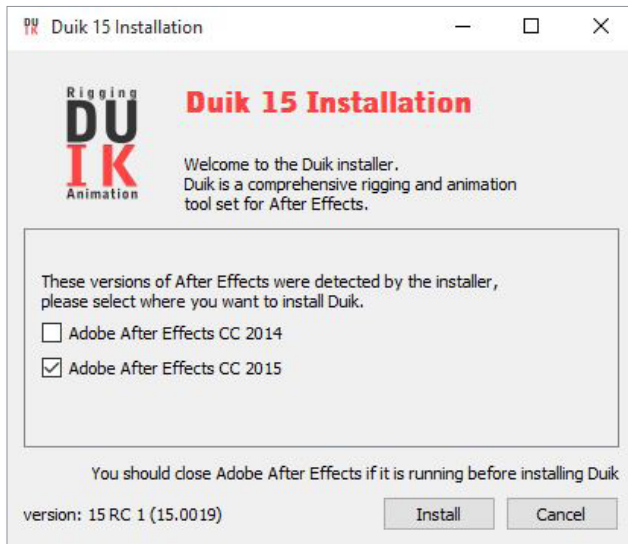 DUIK Duik 15 Installation
Rigging
DU
IK
Animation
Duik 15 Installation
Welcome to the Duik installer.
Duik is a comprehensive rigging and animation
tool set for After Effects.
These versions of After Effects were detected by the installer,
please select where you want to install Duik.
Adobe After Effects CC 2014
Adobe After Effects CC 2015
You should close Adobe After Effects if it is running before installing Duik
version: 15 RC 1 (15.0019)
Install Cancel